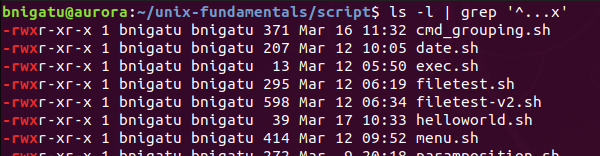 bnigatu@aurora:~/unix-fundamentals/script$ ls -l | grep '^...x'
-rwxr-xr-x 1 bnigatu bnigatu 371 Mar 16 11:32 cmd_grouping.sh
-rwxr-xr-x 1 bnigatu bnigatu 207 Mar 12 10:05 date.sh
-rwxr-xr-x 1 bnigatu bnigatu  13 Mar 12 05:50 exec.sh
-rwxr-xr-x 1 bnigatu bnigatu 295 Mar 12 06:19 filetest.sh
-rwxr-xr-x 1 bnigatu bnigatu 598 Mar 12 06:34 filetest-v2.sh
-rwxr-xr-x 1 bnigatu bnigatu  39 Mar 17 10:33 helloworld.sh
-rwxr-xr-x 1 bnigatu bnigatu 414 Mar 12 09:52 menu.sh
-rwxr-xr-x 1 bnigatu bnigatu 272 Mar  9 20:18